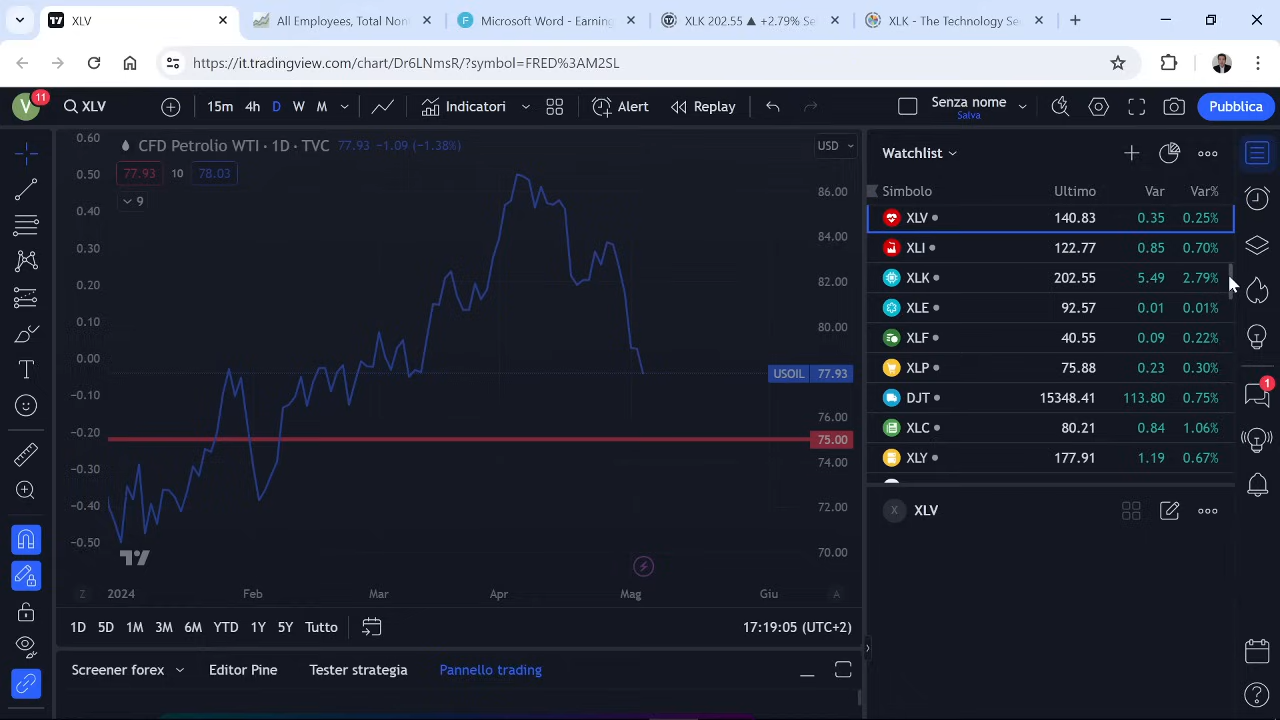 XLV
All Employees, Total Non
Microsoft Word - Earning
XLK 202.55 ▲ +2.79% Se
XLK - The Technology Se
https://it.tradingview.com/chart/Dr6LNmsR/?symbol=FRED%3AM2SL
V 11 XLV 15m 4h D W M Indicatori Alert Replay Senza nome Salva Pubblica
CFD Petrolio WTI · 1D · TVC 77.93 −1.09 (−1.38%)
77.93 10 78.03
9
USD
0.60
0.50
0.40
0.30
0.20
0.10
0.00
-0.10
-0.20
-0.30
-0.40
-0.50
86.00
84.00
82.00
80.00
USOIL 77.93
76.00
75.00
74.00
72.00
70.00
Z 2024 Feb Mar Apr Mag Giu A
1D 5D 1M 3M 6M YTD 1Y 5Y Tutto 17:19:05 (UTC+2)
Screener forex Editor Pine Tester strategia Pannello trading
Watchlist
Simbolo Ultimo Var Var%
XLV 140.83 0.35 0.25%
XLI 122.77 0.85 0.70%
XLK 202.55 5.49 2.79%
XLE 92.57 0.01 0.01%
XLF 40.55 0.09 0.22%
XLP 75.88 0.23 0.30%
DJT 15348.41 113.80 0.75%
XLC 80.21 0.84 1.06%
XLY 177.91 1.19 0.67%
X XLV
1